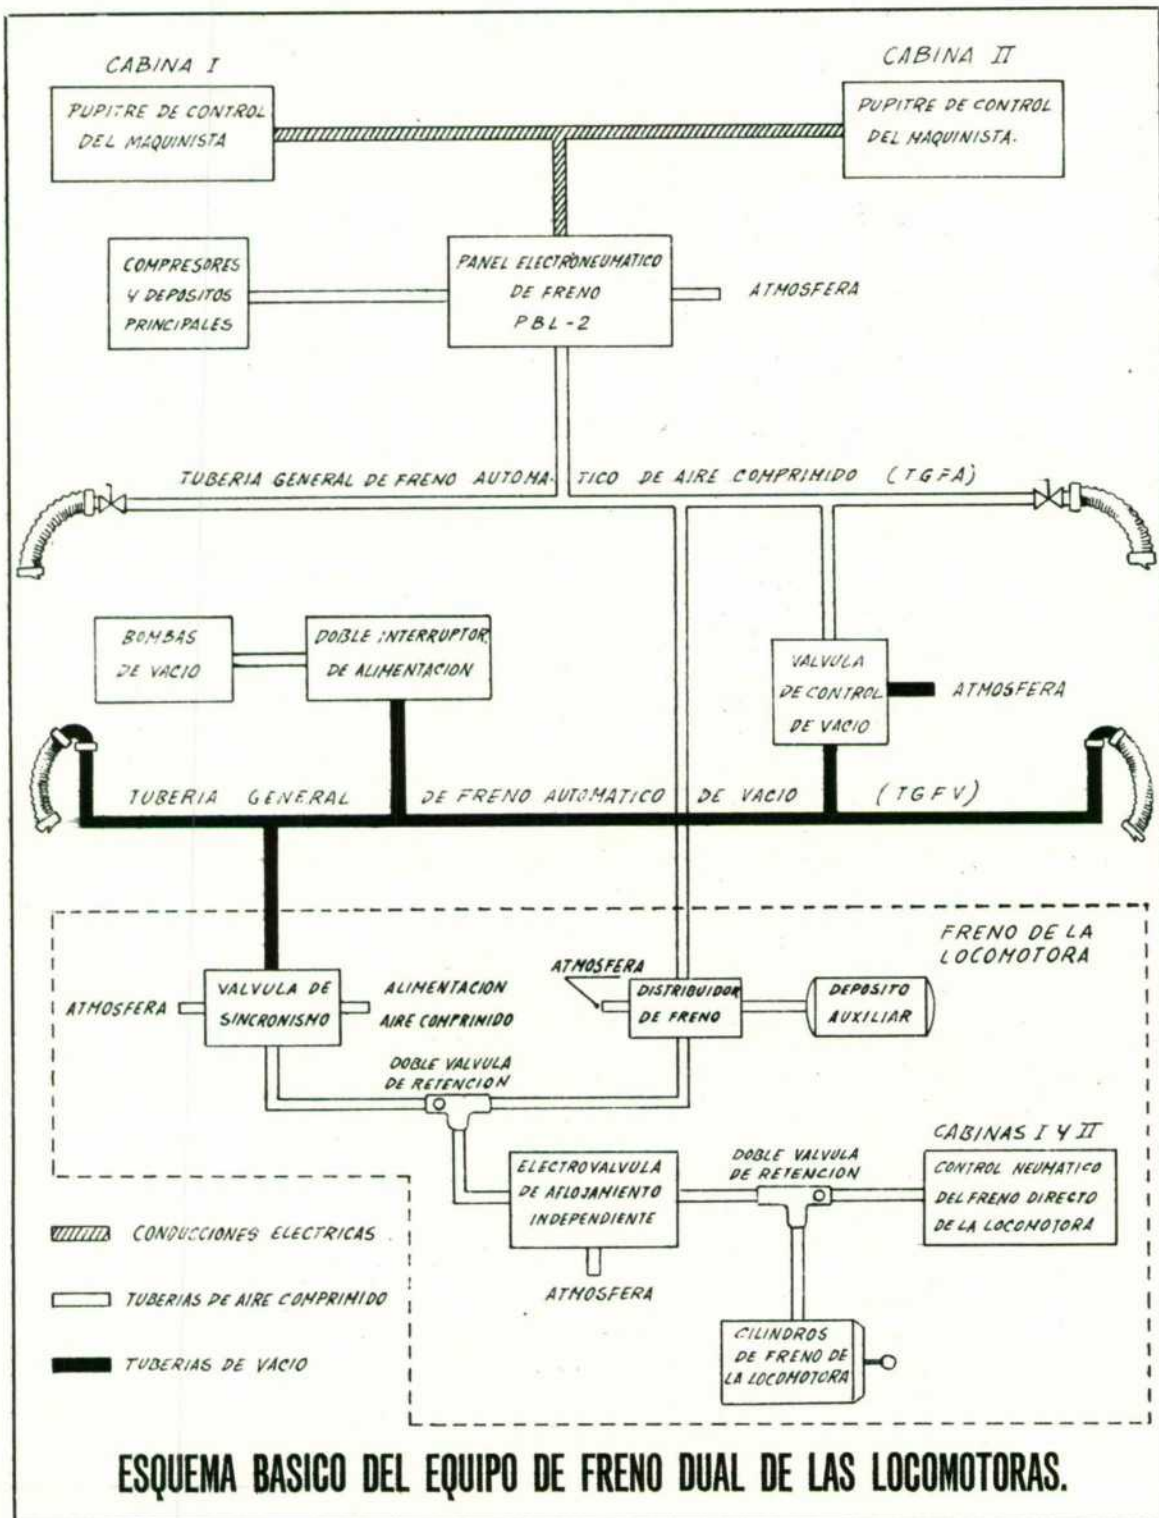 CABINA I
PUPITRE DE CONTROL
DEL MAQUINISTA
CABINA II
PUPITRE DE CONTROL
DEL MAQUINISTA.
COMPRESORES
Y DEPOSITOS
PRINCIPALES
PANEL ELECTRONEUMATICO
DE FRENO
PBL-2
ATMOSFERA
TUBERIA GENERAL DE FRENO AUTOMA- TICO DE AIRE COMPRIMIDO (TGFA)
BOMBAS
DE VACIO
DOBLE INTERRUPTOR
DE ALIMENTACION
VALVULA
DE CONTROL
DE VACIO
ATMOSFERA
TUBERIA GENERAL DE FRENO AUTOMATICO DE VACIO (TGFV)
FRENO DE LA
LOCOMOTORA
ATMOSFERA
VALVULA DE
SINCRONISMO
ALIMENTACION
AIRE COMPRIMIDO
ATMOSFERA
DISTRIBUIDOR
DE FRENO
DEPOSITO
AUXILIAR
DOBLE VALVULA
DE RETENCION
ELECTROVALVULA
DE AFLOJAMIENTO
INDEPENDIENTE
ATMOSFERA
DOBLE VALVULA
DE RETENCION
CABINAS I Y II
CONTROL NEUMATICO
DEL FRENO DIRECTO
DE LA LOCOMOTORA
CILINDROS
DE FRENO DE
LA LOCOMOTORA
CONDUCCIONES ELECTRICAS
TUBERIAS DE AIRE COMPRIMIDO
TUBERIAS DE VACIO
ESQUEMA BASICO DEL EQUIPO DE FRENO DUAL DE LAS LOCOMOTORAS.